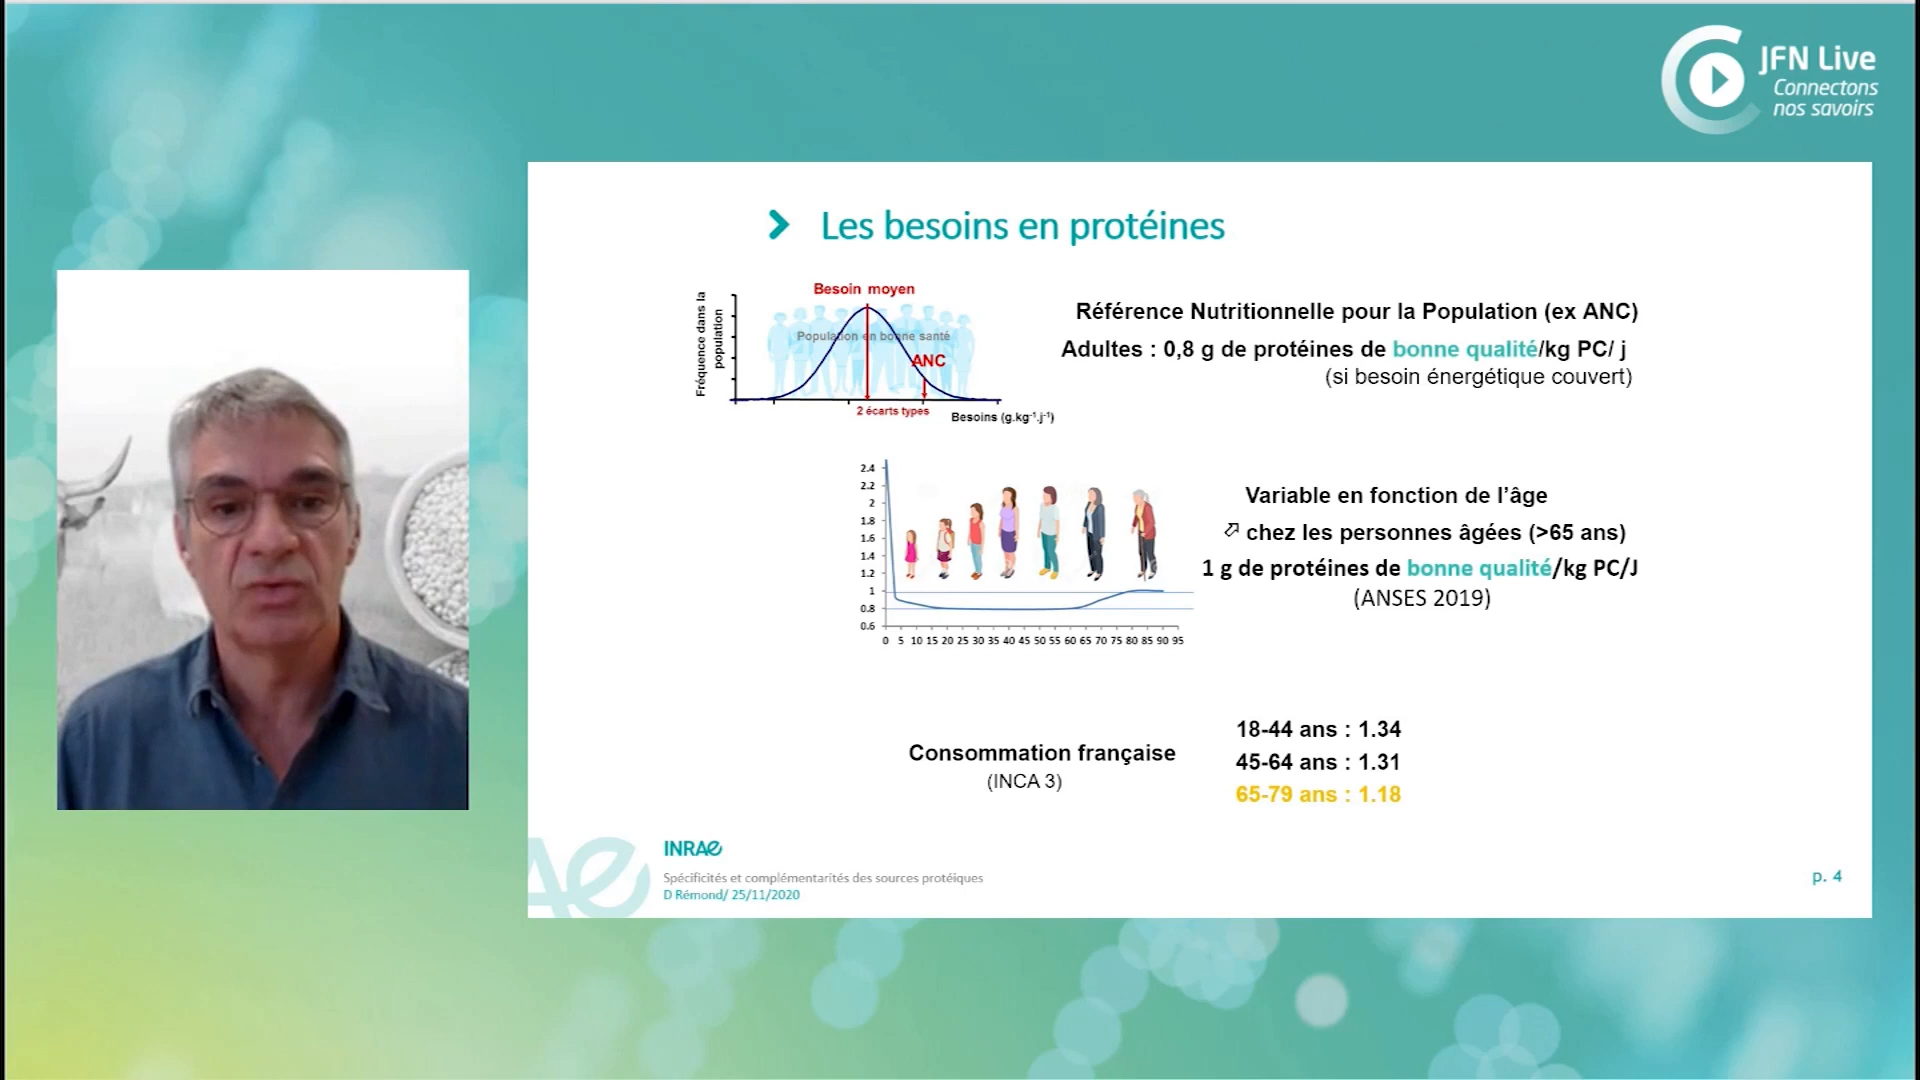 JFN Live
Connectons
nos savoirs
Les besoins en protéines
Fréquence dans la
population
Besoin moyen
Population en bonne santé
ANC
2 écarts types
Besoins (g.kg⁻¹.j⁻¹)
Référence Nutritionnelle pour la Population (ex ANC)
Adultes : 0,8 g de protéines de bonne qualité/kg PC/ j
(si besoin énergétique couvert)
2.4
2.2
2
1.8
1.6
1.4
1.2
1
0.8
0.6
0 5 10 15 20 25 30 35 40 45 50 55 60 65 70 75 80 85 90 95
Variable en fonction de l'âge
⬀ chez les personnes âgées (>65 ans)
1 g de protéines de bonne qualité/kg PC/J
(ANSES 2019)
Consommation française
(INCA 3)
18-44 ans : 1.34
45-64 ans : 1.31
65-79 ans : 1.18
INRAE
Spécificités et complémentarités des sources protéiques
D Rémond/ 25/11/2020
p. 4